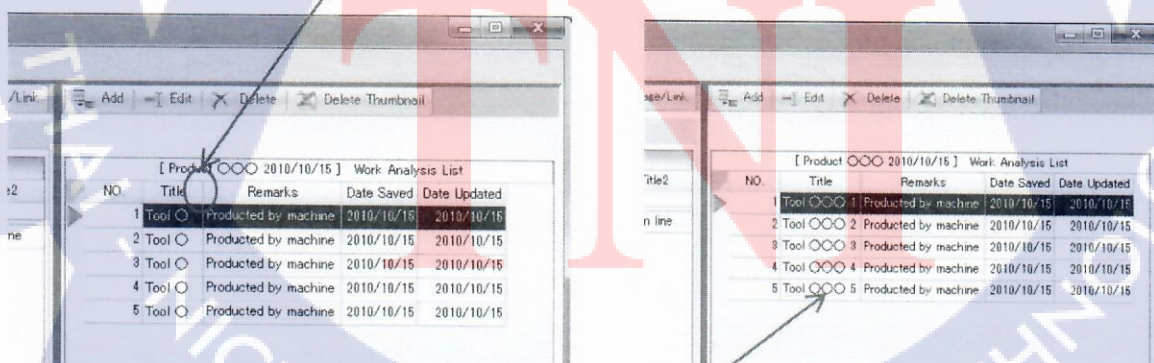 /Link
Add Edit Delete Delete Thumbnail
[ Product ○○○ 2010/10/15 ] Work Analysis List
NO. Title Remarks Date Saved Date Updated
1 Tool ○ Producted by machine 2010/10/15 2010/10/15
2 Tool ○ Producted by machine 2010/10/15 2010/10/15
3 Tool ○ Producted by machine 2010/10/15 2010/10/15
4 Tool ○ Producted by machine 2010/10/15 2010/10/15
5 Tool ○ Producted by machine 2010/10/15 2010/10/15
ase/Link
Add Edit Delete Delete Thumbnail
[ Product ○○○ 2010/10/15 ] Work Analysis List
NO. Title Remarks Date Saved Date Updated
1 Tool ○○○ 1 Producted by machine 2010/10/15 2010/10/15
n line
2 Tool ○○○ 2 Producted by machine 2010/10/15 2010/10/15
3 Tool ○○○ 3 Producted by machine 2010/10/15 2010/10/15
4 Tool ○○○ 4 Producted by machine 2010/10/15 2010/10/15
5 Tool ○○○ 5 Producted by machine 2010/10/15 2010/10/15
TNI
THAI - NIC